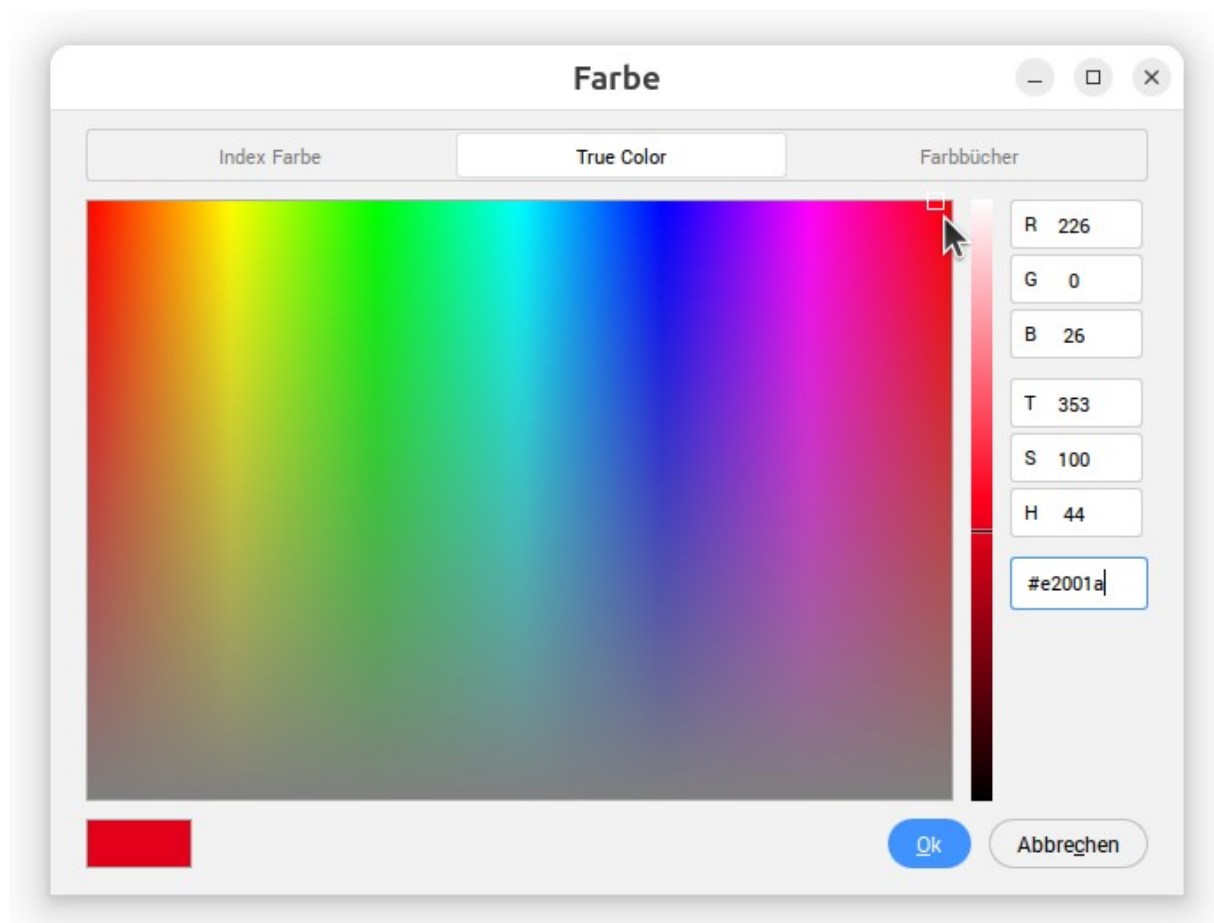 Farbe
Index Farbe
True Color
Farbbücher
R 226
G 0
B 26
T 353
S 100
H 44
#e2001a
Ok
Abbrechen